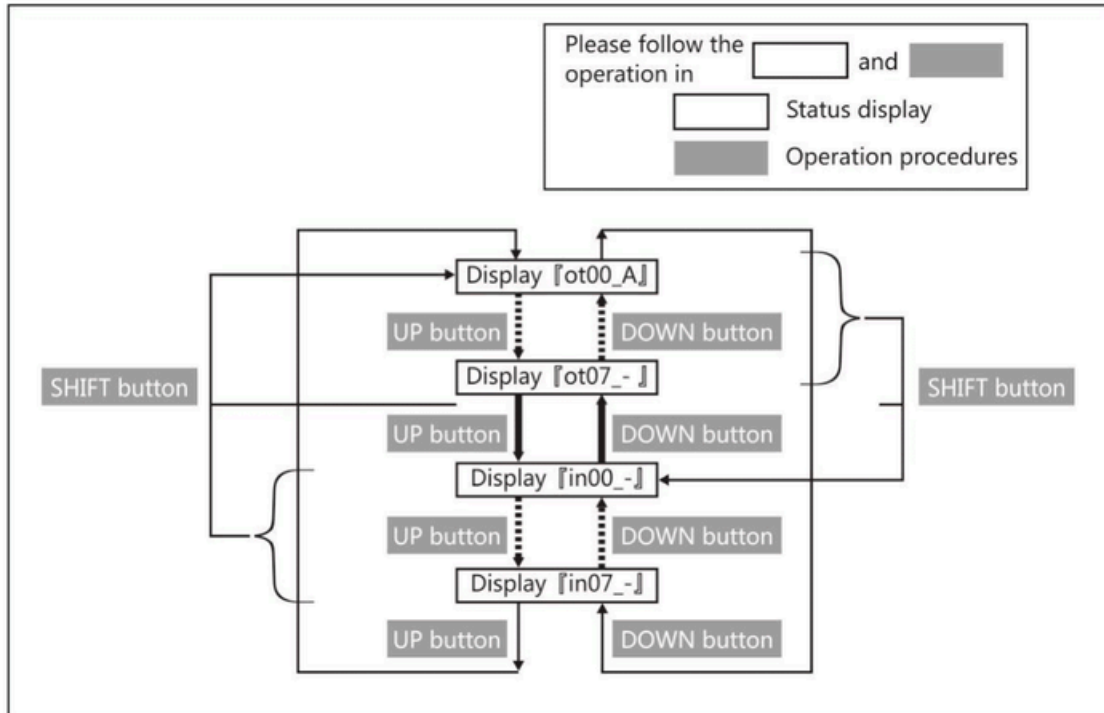 Please follow the
operation in and
Status display
Operation procedures
Display『ot00_A』
UP button
DOWN button
Display『ot07_- 』
SHIFT button
SHIFT button
UP button
DOWN button
Display『in00_-』
UP button
DOWN button
Display『in07_-』
UP button
DOWN button